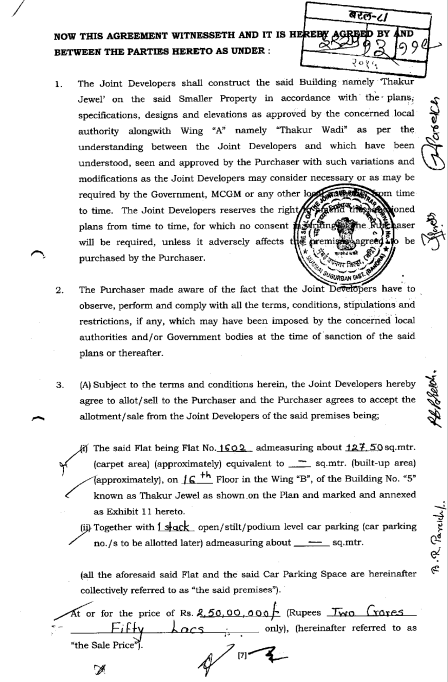 बरल-८/
NOW THIS AGREEMENT WITNESSETH AND IT IS HEREBY AGREED BY AND
BETWEEN THE PARTIES HERETO AS UNDER :
२०१५
1. The Joint Developers shall construct the said Building namely 'Thakur
Jewel' on the said Smaller Property in accordance with the plans,
specifications, designs and elevations as approved by the concerned local
authority alongwith Wing "A" namely "Thakur Wadi" as per the
understanding between the Joint Developers and which have been
understood, seen and approved by the Purchaser with such variations and
modifications as the Joint Developers may consider necessary or as may be
required by the Government, MCGM or any other from time
to time. The Joint Developers reserves the right
plans from time to time, for which no consent
will be required, unless it adversely affects the premises agreed to be
purchased by the Purchaser.
2. The Purchaser made aware of the fact that the Joint Developers have to
observe, perform and comply with all the terms, conditions, stipulations and
restrictions, if any, which may have been imposed by the concerned local
authorities and/or Government bodies at the time of sanction of the said
plans or thereafter.
3. (A) Subject to the terms and conditions herein, the Joint Developers hereby
agree to allot/sell to the Purchaser and the Purchaser agrees to accept the
allotment/sale from the Joint Developers of the said premises being;
(i) The said Flat being Flat No. 1602 admeasuring about 127.50 sq.mtr.
(carpet area) (approximately) equivalent to — sq.mtr. (built-up area)
(approximately), on 16th Floor in the Wing "B", of the Building No. "5"
known as Thakur Jewel as shown on the Plan and marked and annexed
as Exhibit 11 hereto.
(ii) Together with 1 stack open/stilt/podium level car parking (car parking
no./s to be allotted later) admeasuring about — sq.mtr.
(all the aforesaid said Flat and the said Car Parking Space are hereinafter
collectively referred to as "the said premises").
At or for the price of Rs. 2,50,00,000/- (Rupees Two Crores
Fifty Lacs only), (hereinafter referred to as
"the Sale Price").
[7]